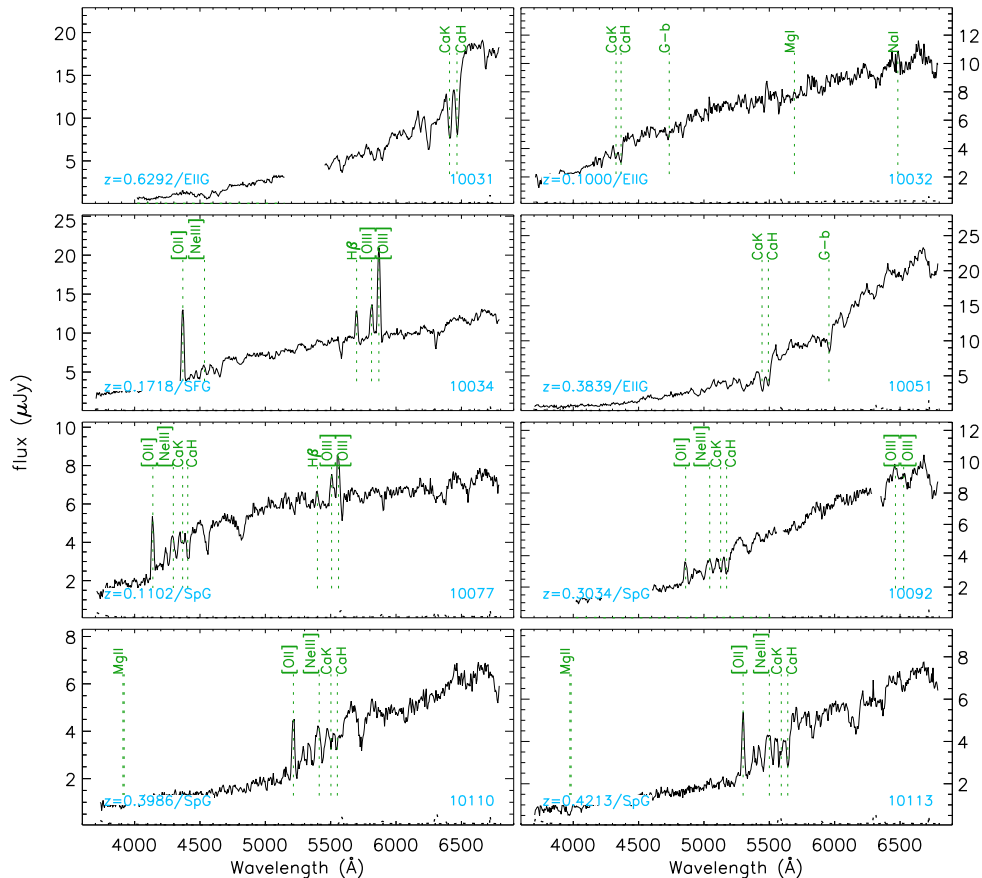 20
15
10
5
CaK
CaH
z=0.6292/EllG
10031
12
10
8
6
4
2
CaK
CaH
G-b
MgI
NaI
z=0.1000/EllG
10032
25
20
15
10
5
[OII]
[NeIII]
Hβ
[OIII]
[OIII]
z=0.1718/SFG
10034
25
20
15
10
5
CaK
CaH
G-b
z=0.3839/EllG
10051
10
8
6
4
2
[OII]
[NeIII]
CaK
CaH
Hβ
[OIII]
[OIII]
z=0.1102/SpG
10077
12
10
8
6
4
2
[OII]
[NeIII]
CaK
CaH
[OIII]
[OIII]
z=0.3034/SpG
10092
8
6
4
2
MgII
[OII]
[NeIII]
CaK
CaH
z=0.3986/SpG
10110
8
6
4
2
MgII
[OII]
[NeIII]
CaK
CaH
z=0.4213/SpG
10113
flux (μJy)
4000 4500 5000 5500 6000 6500
Wavelength (Å)
4000 4500 5000 5500 6000 6500
Wavelength (Å)